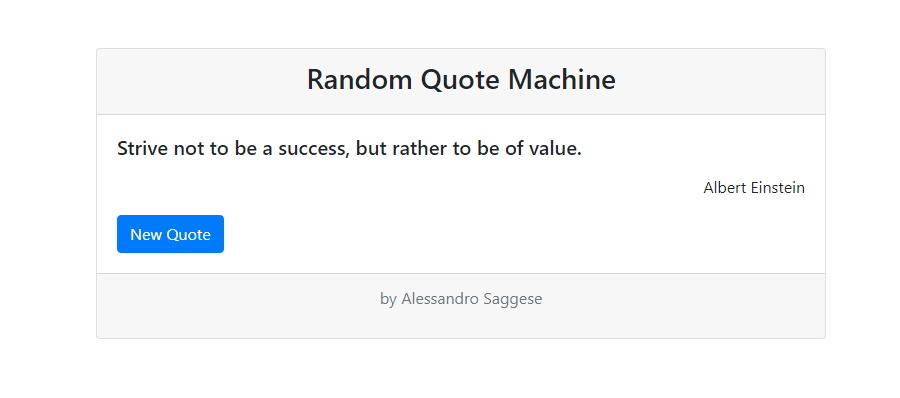 Random Quote Machine
Strive not to be a success, but rather to be of value.
Albert Einstein
New Quote
by Alessandro Saggese